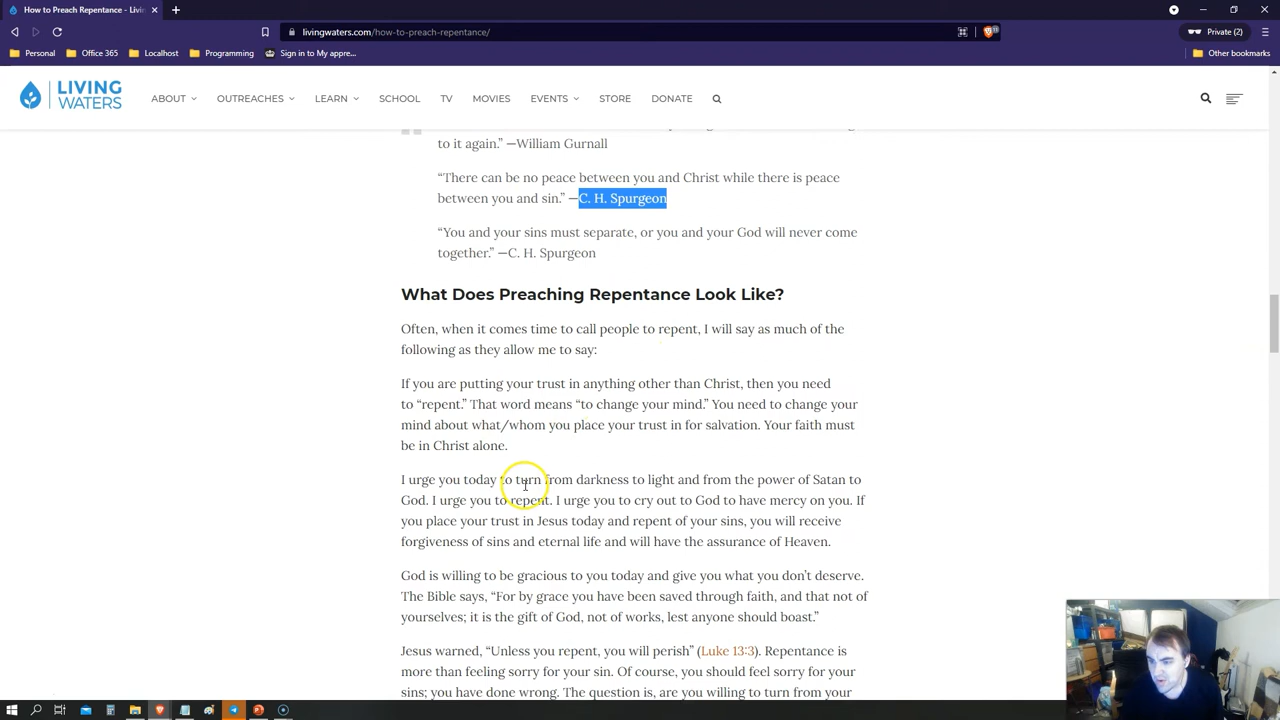 How to Preach Repentance - Livi
livingwaters.com/how-to-preach-repentance/
Private (2)
Personal
Office 365
Localhost
Programming
Sign in to My appre...
Other bookmarks
LIVING
WATERS
ABOUT
OUTREACHES
LEARN
SCHOOL
TV
MOVIES
EVENTS
STORE
DONATE
to it again.” —William Gurnall
“There can be no peace between you and Christ while there is peace
between you and sin.” —C. H. Spurgeon
“You and your sins must separate, or you and your God will never come
together.” —C. H. Spurgeon
What Does Preaching Repentance Look Like?
Often, when it comes time to call people to repent, I will say as much of the
following as they allow me to say:
If you are putting your trust in anything other than Christ, then you need
to “repent.” That word means “to change your mind.” You need to change your
mind about what/whom you place your trust in for salvation. Your faith must
be in Christ alone.
I urge you today to turn from darkness to light and from the power of Satan to
God. I urge you to repent. I urge you to cry out to God to have mercy on you. If
you place your trust in Jesus today and repent of your sins, you will receive
forgiveness of sins and eternal life and will have the assurance of Heaven.
God is willing to be gracious to you today and give you what you don’t deserve.
The Bible says, “For by grace you have been saved through faith, and that not of
yourselves; it is the gift of God, not of works, lest anyone should boast.”
Jesus warned, “Unless you repent, you will perish” (Luke 13:3). Repentance is
more than feeling sorry for your sin. Of course, you should feel sorry for your
sins; you have done wrong. The question is, are you willing to turn from your